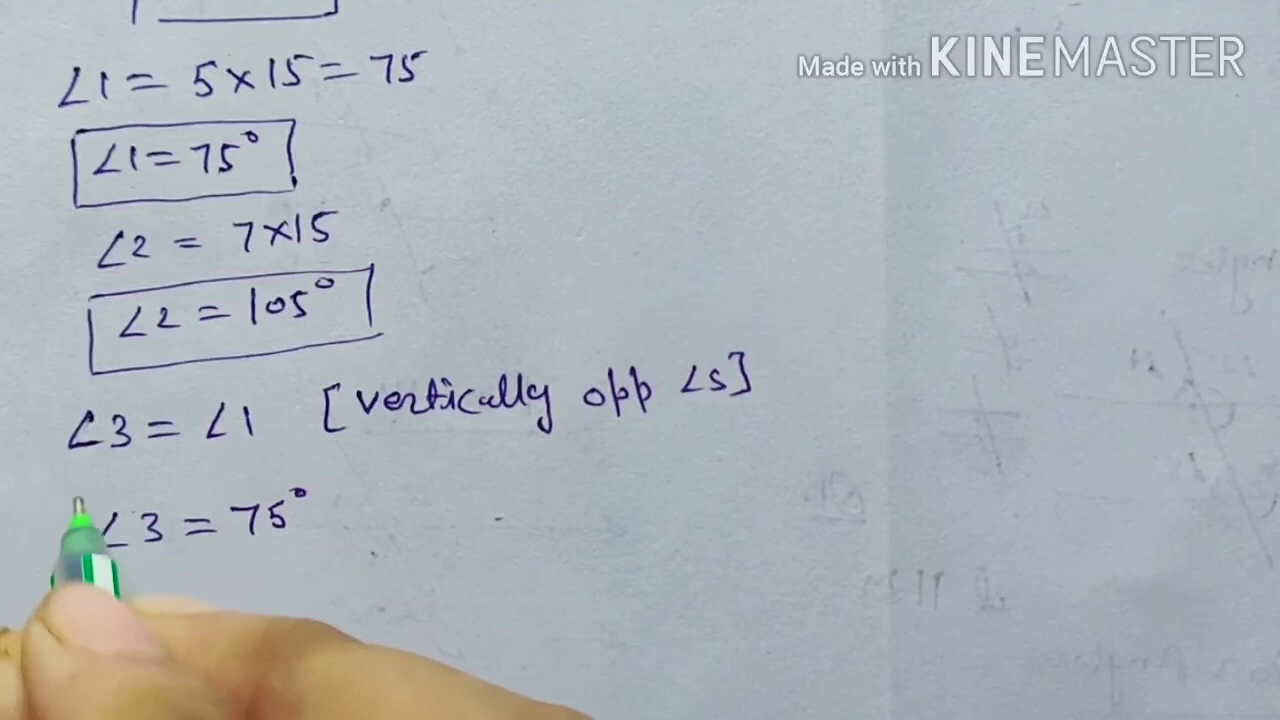 Made with KINEMASTER
∠1 = 5×15 = 75
∠1 = 75°
∠2 = 7×15
∠2 = 105°
∠3 = ∠1 [vertically opp ∠s]
∠3 = 75°